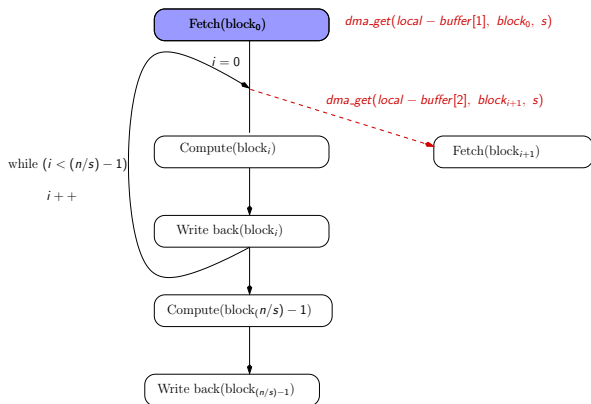 Fetch(block₀)
dma_get(local − buffer[1], block₀, s)
i = 0
dma_get(local − buffer[2], blockᵢ₊₁, s)
Compute(blockᵢ)
Fetch(blockᵢ₊₁)
while (i < (n/s) − 1)
i + +
Write back(blockᵢ)
Compute(block₍n/s) − 1)
Write back(block₍n/s₎₋₁)